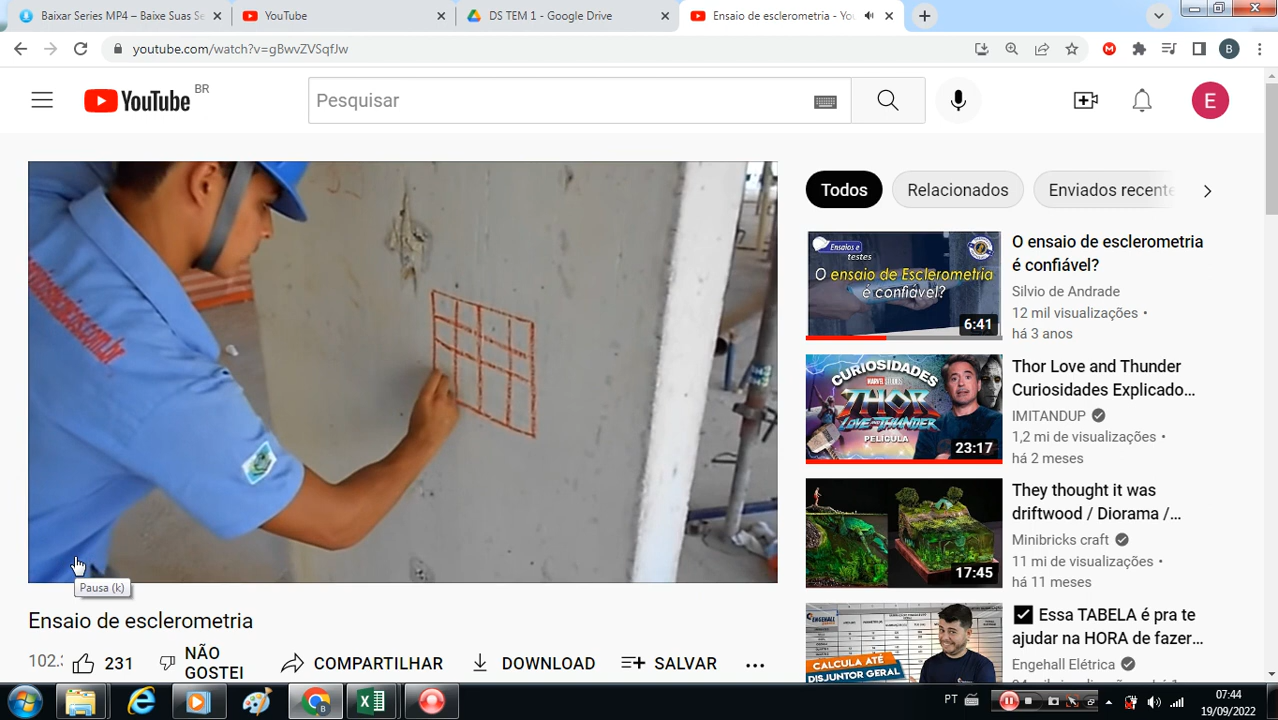 Baixar Series MP4 – Baixe Suas Se
YouTube
DS TEM 1 - Google Drive
Ensaio de esclerometria - You
youtube.com/watch?v=gBwvZVSqfJw
B
YouTube BR
Pesquisar
E
Todos
Relacionados
Enviados recente
Ensaios e
testes
O ensaio de Esclerometria
é confiável?
6:41
O ensaio de esclerometria
é confiável?
Silvio de Andrade
12 mil visualizações •
há 3 anos
CURIOSIDADES
MARVEL STUDIOS
THOR
LOVE AND THUNDER
PELICULA
23:17
Thor Love and Thunder
Curiosidades Explicado...
IMITANDUP
1,2 mi de visualizações •
há 2 meses
17:45
They thought it was
driftwood / Diorama /...
Minibricks craft
11 mi de visualizações •
há 11 meses
ENGEHALL
CALCULA ATÉ
DISJUNTOR GERAL
Essa TABELA é pra te
ajudar na HORA de fazer...
Engehall Elétrica
Pausa (k)
Ensaio de esclerometria
102.
231
NÃO
GOSTEI
COMPARTILHAR
DOWNLOAD
SALVAR
PT
07:44
19/09/2022